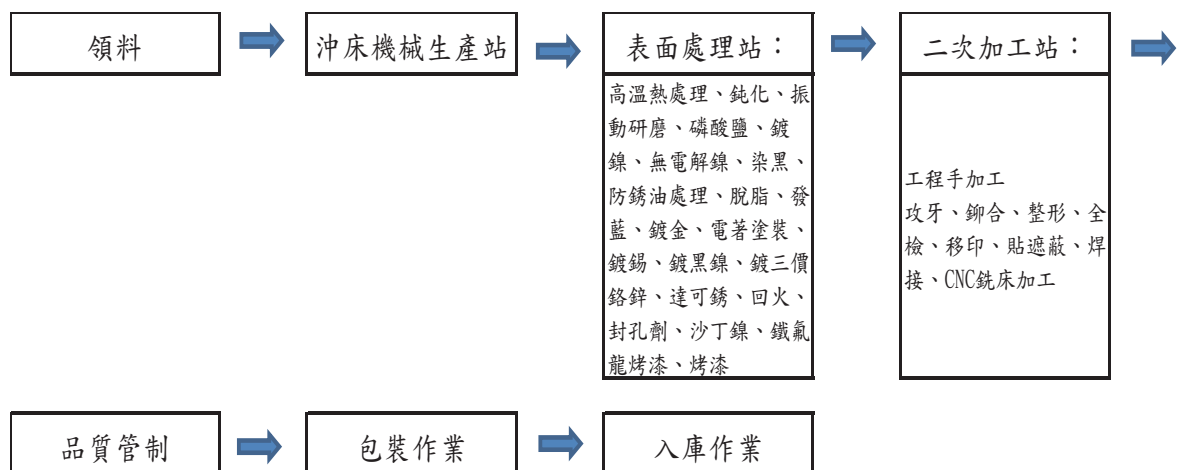 領料
沖床機械生產站
表面處理站：
高溫熱處理、鈍化、振
動研磨、磷酸鹽、鍍
鎳、無電解鎳、染黑、
防銹油處理、脫脂、發
藍、鍍金、電著塗裝、
鍍錫、鍍黑鎳、鍍三價
鉻鋅、達可銹、回火、
封孔劑、沙丁鎳、鐵氟
龍烤漆、烤漆
二次加工站：
工程手加工
攻牙、鉚合、整形、全
檢、移印、貼遮蔽、焊
接、CNC銑床加工
品質管制
包裝作業
入庫作業